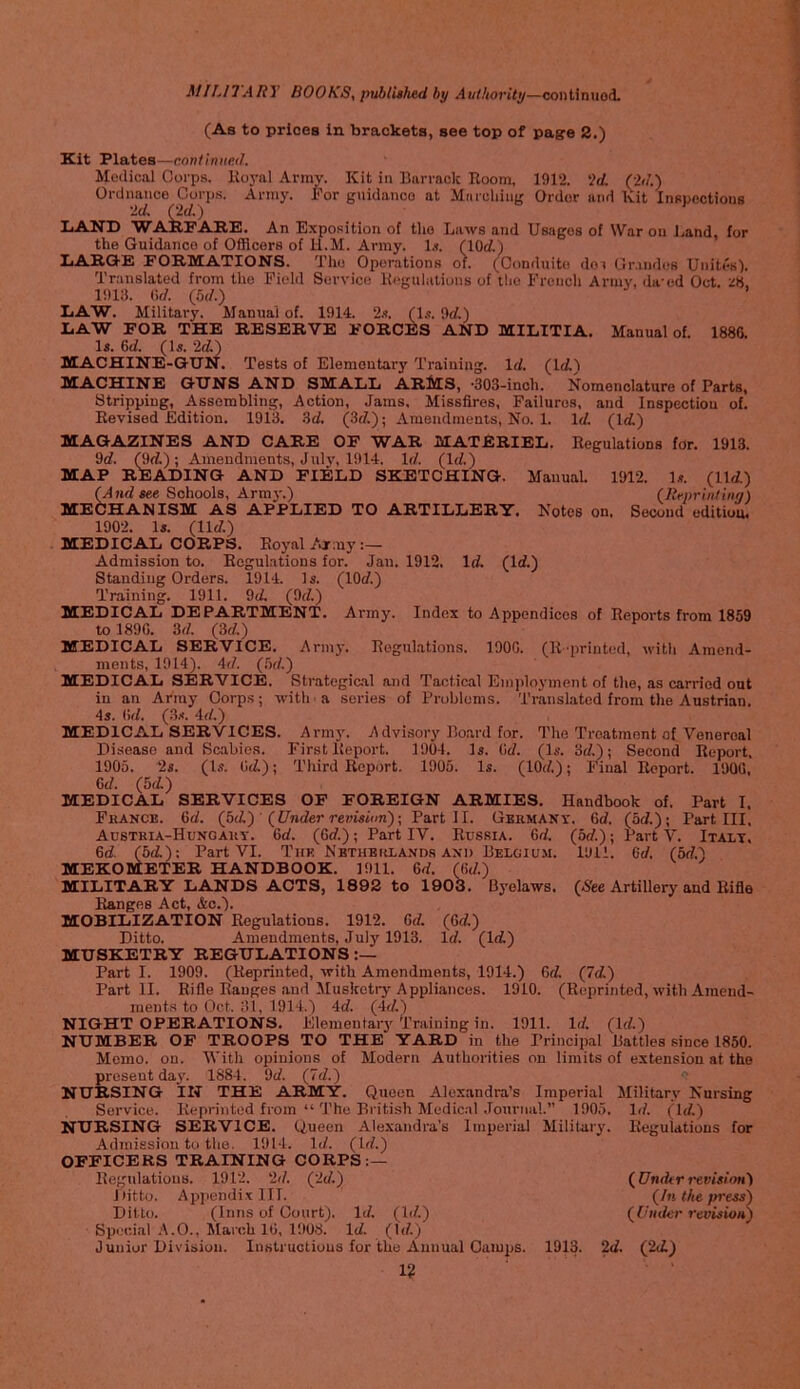 MILITARY BOOKS, published by Authority—continued.
(As to prices in brackets, see top of page 2.)
Kit Plates—continued.
Medical Corps. Royal Army. Kit in Barrack Room, 1912. 2d. (2d.)
Ordnance Corps. Army. For guidance at Marching Order and Kit Inspections
2d. (2d.)
LAND WARFARE. An Exposition of the Laws and Usages of War on Land, for
the Guidance of Officers of H.M. Army. 1s. (10d.)
LARGE FORMATIONS. The Operations of. (Conduite des Grandes Unités).
Translated from the Field Service Regulations of the French Army, dated Oct. 28,
1913. 6d. (5d.)
LAW. Military. Manual of. 1914. 2s. (1s. 9d.)
LAW FOR THE RESERVE FORCES AND MILITIA. Manual of. 1886.
1s. 6d. (1s. 2d.)
MACHINE-GUN. Tests of Elementary Training. 1d. (1d.)
MACHINE GUNS AND SMALL ARMS, ·303-inch. Nomenclature of Parts,
Stripping, Assembling, Action, Jams. Missfires, Failures, and Inspection of.
Revised Edition. 1913. 3d. (3d.); Amendments, No. 1. 1d. (1d.)
MAGAZINES AND CARE OF WAR MATÉRIEL. Regulations for. 1913.
9d. (9d.); Amendments, July, 1914. 1d. (1d.)
MAP READING AND FIELD SKETCHING. Manual. 1912. 1s. (11d.)
(And see Schools, Army.) (Reprinting)
MECHANISM AS APPLIED TO ARTILLERY. Notes on. Second edition.
1902. 1s. (11d.)
MEDICAL CORPS. Royal Army:—
Admission to. Regulations for. Jan. 1912. 1d. (1d.)
Standing Orders. 1914. 1s. (10d.)
Training. 1911. 9d. (9d.)
MEDICAL DEPARTMENT. Army. Index to Appendices of Reports from 1859
to 1896. 3d. (3d.)
MEDICAL SERVICE. Army. Regulations. 1906. (Reprinted, with Amend-
ments, 1914). 4d. (5d.)
MEDICAL SERVICE. Strategical and Tactical Employment of the, as carried out
in an Army Corps; with a series of Problems. Translated from the Austrian.
4s. 6d. (3s. 4d.)
MEDICAL SERVICES. Army. Advisory Board for. The Treatment of Venereal
Disease and Scabies. First Report. 1904. 1s. 6d. (1s. 3d.); Second Report,
1905. 2s. (1s. 6d.); Third Report. 1905. 1s. (10d.); Final Report. 1906,
6d. (5d.)
MEDICAL SERVICES OF FOREIGN ARMIES. Handbook of. Part I,
FRANCE. 6d. (5d.) (Under revision); Part II. GERMANY. 6d. (5d.); Part III.
AUSTRIA-HUNGARY. 6d. (6d.); Part IV. RUSSIA. 6d. (5d.); Part V. ITALY,
6d. (5d.); Part VI. THE NETHERLANDS AND BELGIUM. 1911. 6d. (5d.)
MEKOMETER HANDBOOK. 1911. 6d. (6d.)
MILITARY LANDS ACTS, 1892 to 1903. Byelaws. (See Artillery and Rifle
Ranges Act, &c.).
MOBILIZATION Regulations. 1912. 6d. (6d.)
Ditto. Amendments, July 1913. 1d. (1d.)
MUSKETRY REGULATIONS:—
Part I. 1909. (Reprinted, with Amendments, 1914.) 6d. (7d.)
Part II. Rifle Ranges and Musketry Appliances. 1910. (Reprinted, with Amend-
ments to Oct. 31, 1914.) 4d. (4d.)
NIGHT OPERATIONS. Elementary Training in. 1911. 1d. (1d.)
NUMBER OF TROOPS TO THE YARD in the Principal Battles since 1850.
Memo. on. With opinions of Modern Authorities on limits of extension at the
present day. 1884. 9d. (7d.)
NURSING IN THE ARMY. Queen Alexandra's Imperial Military Nursing
Service. Reprinted from “The British Medical Journal.” 1905. 1d. (1d.)
NURSING SERVICE. Queen Alexandra's Imperial Military. Regulations for
Admission to the. 1914. 1d. (1d.)
OFFICERS TRAINING CORPS:—
Regulations. 1912. 2d. (2d.) (Under revision)
Ditto. Appendix III. (In the press)
Ditto. (Inns of Court). 1d. (1d.) (Under revision)
Special A.O., March 16, 1908. 1d. (1d.)
Junior Division. Instructions for the Annual Camps. 1913. 2d. (2d.)
12